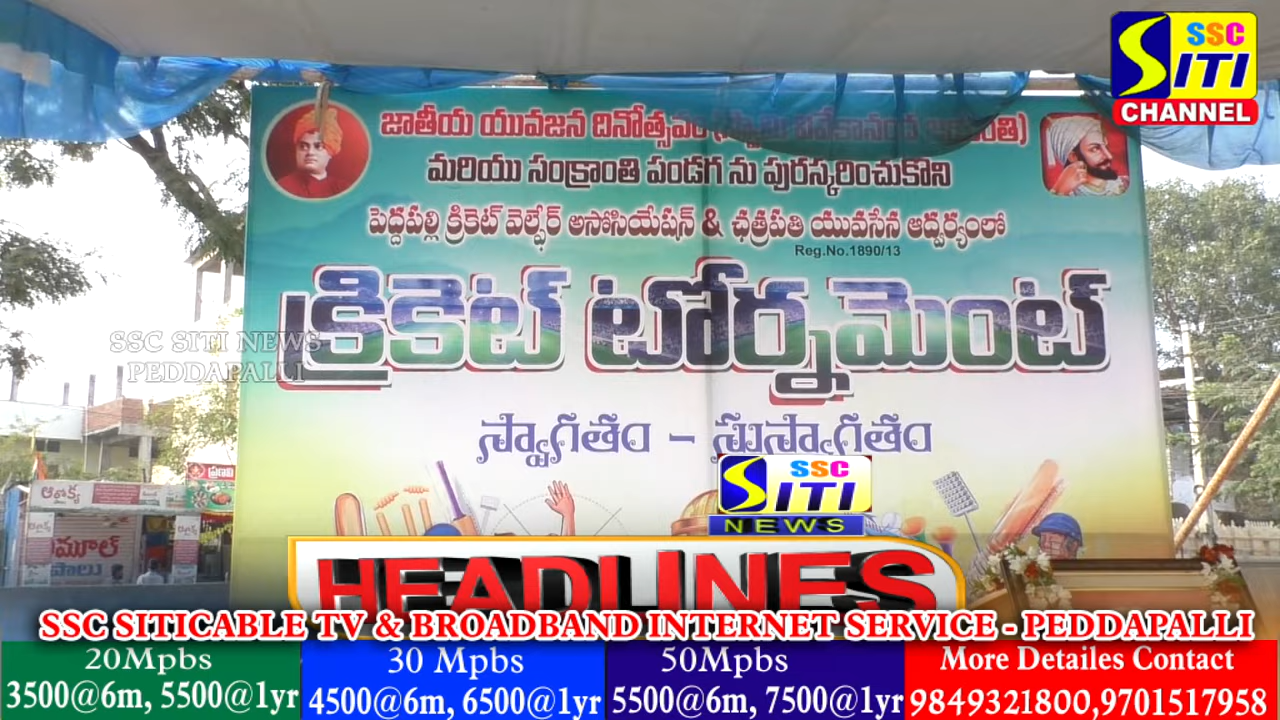 SSC
SITI
CHANNEL
జాతీయ యువజన దినోత్సవం
మరియు సంక్రాంతి పండగ ను పురస్కరించుకొని
పెద్దపల్లి క్రికెట్ వెల్ఫేర్ అసోసియేషన్ & ఛత్రపతి యువసేన ఆధ్వర్యంలో
Reg.No.1890/13
క్రికెట్ టోర్నమెంట్
SSC SITI NEWS
PEDDAPALLI
స్వాగతం - సుస్వాగతం
SSC
SITI
NEWS
HEADLINES
SSC SITICABLE TV & BROADBAND INTERNET SERVICE - PEDDAPALLI
20Mpbs
3500@6m, 5500@1yr
30 Mpbs
4500@6m, 6500@1yr
50Mpbs
5500@6m, 7500@1yr
More Detailes Contact
9849321800,9701517958